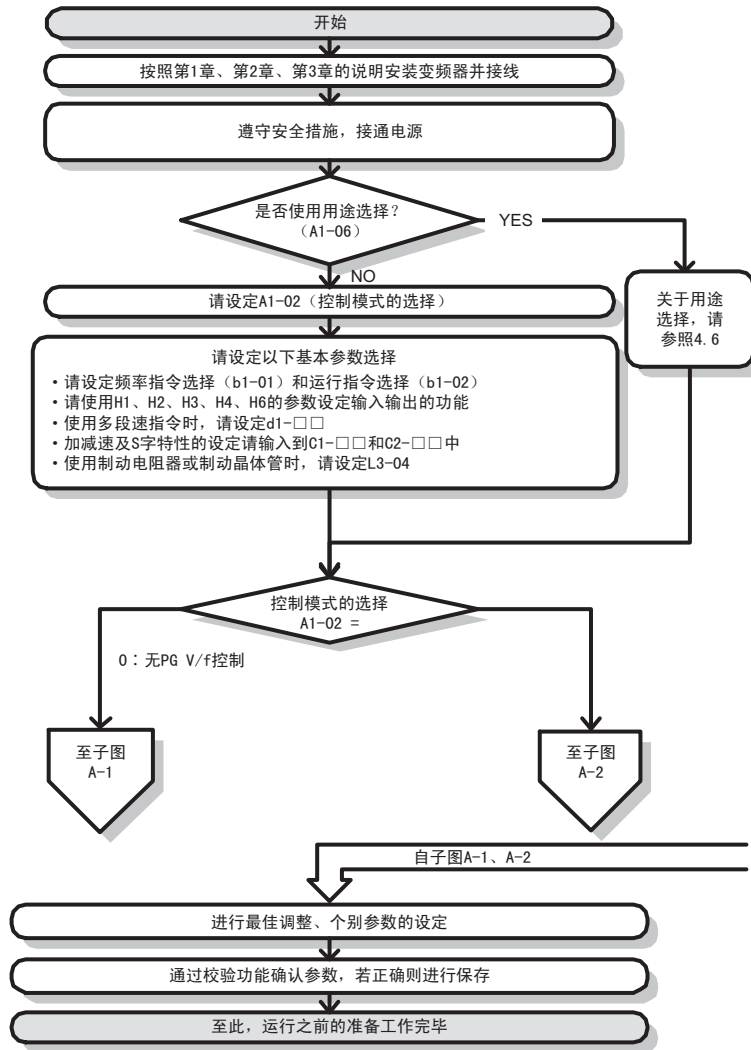 开始
按照第1章、第2章、第3章的说明安装变频器并接线
遵守安全措施，接通电源
是否使用用途选择？
（A1-06）
YES
NO
请设定A1-02（控制模式的选择）
关于用途
选择，请
参照4.6
请设定以下基本参数选择
・请设定频率指令选择（b1-01）和运行指令选择（b1-02）
・请使用H1、H2、H3、H4、H6的参数设定输入输出的功能
・使用多段速指令时，请设定d1-□□
・加减速及S字特性的设定请输入到C1-□□和C2-□□中
・使用制动电阻器或制动晶体管时，请设定L3-04
控制模式的选择
A1-02 =
0：无PG V/f控制
至子图
A-1
至子图
A-2
自子图A-1、A-2
进行最佳调整、个别参数的设定
通过校验功能确认参数，若正确则进行保存
至此，运行之前的准备工作完毕